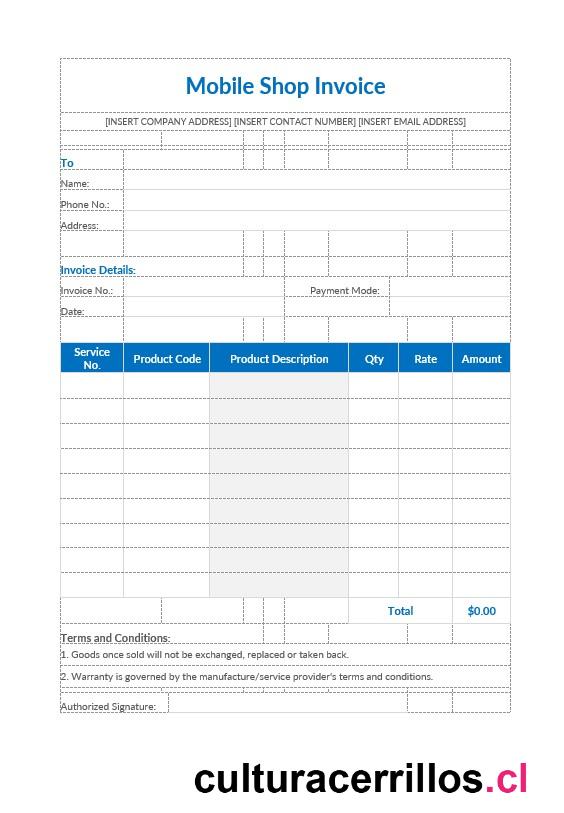 Mobile Shop Invoice
[INSERT COMPANY ADDRESS] [INSERT CONTACT NUMBER] [INSERT EMAIL ADDRESS]
To
Name:
Phone No.:
Address:
Invoice Details:
Invoice No.: Payment Mode:
Date:
Service No. Product Code Product Description Qty Rate Amount
Total $0.00
Terms and Conditions:
1. Goods once sold will not be exchanged, replaced or taken back.
2. Warranty is governed by the manufacture/service provider's terms and conditions.
Authorized Signature:
culturacerrillos.cl